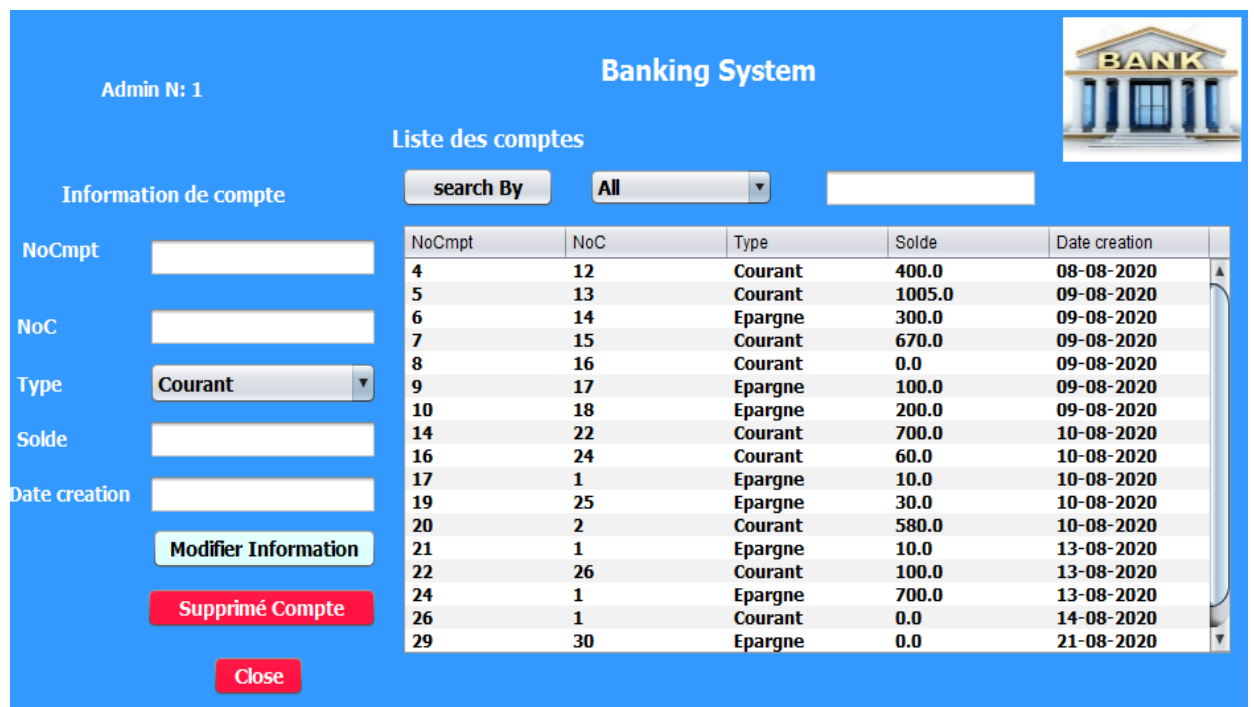 Banking System
BANK
Admin N: 1
Liste des comptes
search By All
Information de compte
NoCmpt
NoC
Type Courant
Solde
Date creation
Modifier Information
Supprimé Compte
Close
NoCmpt NoC Type Solde Date creation
4 12 Courant 400.0 08-08-2020
5 13 Courant 1005.0 09-08-2020
6 14 Epargne 300.0 09-08-2020
7 15 Courant 670.0 09-08-2020
8 16 Courant 0.0 09-08-2020
9 17 Epargne 100.0 09-08-2020
10 18 Epargne 200.0 09-08-2020
14 22 Courant 700.0 10-08-2020
16 24 Courant 60.0 10-08-2020
17 1 Epargne 10.0 10-08-2020
19 25 Epargne 30.0 10-08-2020
20 2 Courant 580.0 10-08-2020
21 1 Epargne 10.0 13-08-2020
22 26 Courant 100.0 13-08-2020
24 1 Epargne 700.0 13-08-2020
26 1 Courant 0.0 14-08-2020
29 30 Epargne 0.0 21-08-2020